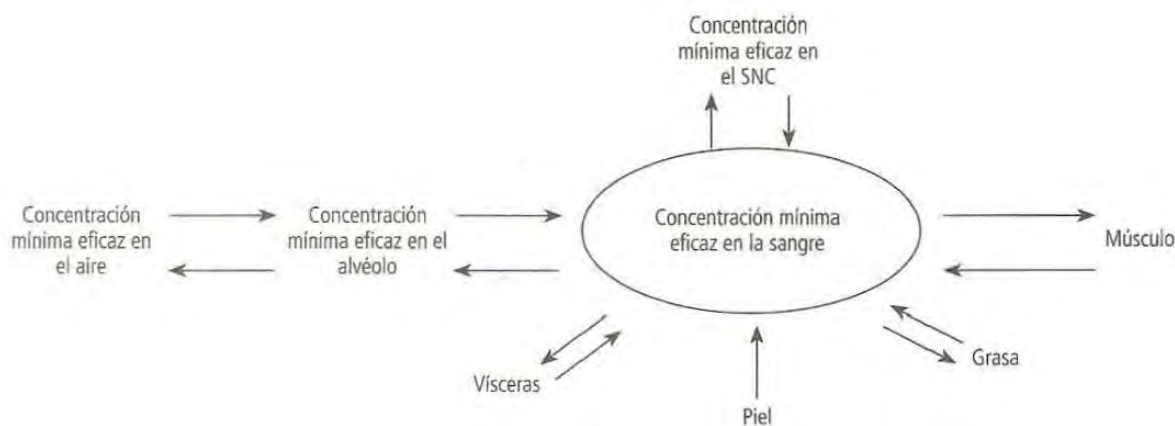 Concentración
mínima eficaz en
el SNC
Concentración
mínima eficaz en
el aire
Concentración
mínima eficaz en el
alvéolo
Concentración mínima
eficaz en la sangre
Músculo
Grasa
Vísceras
Piel